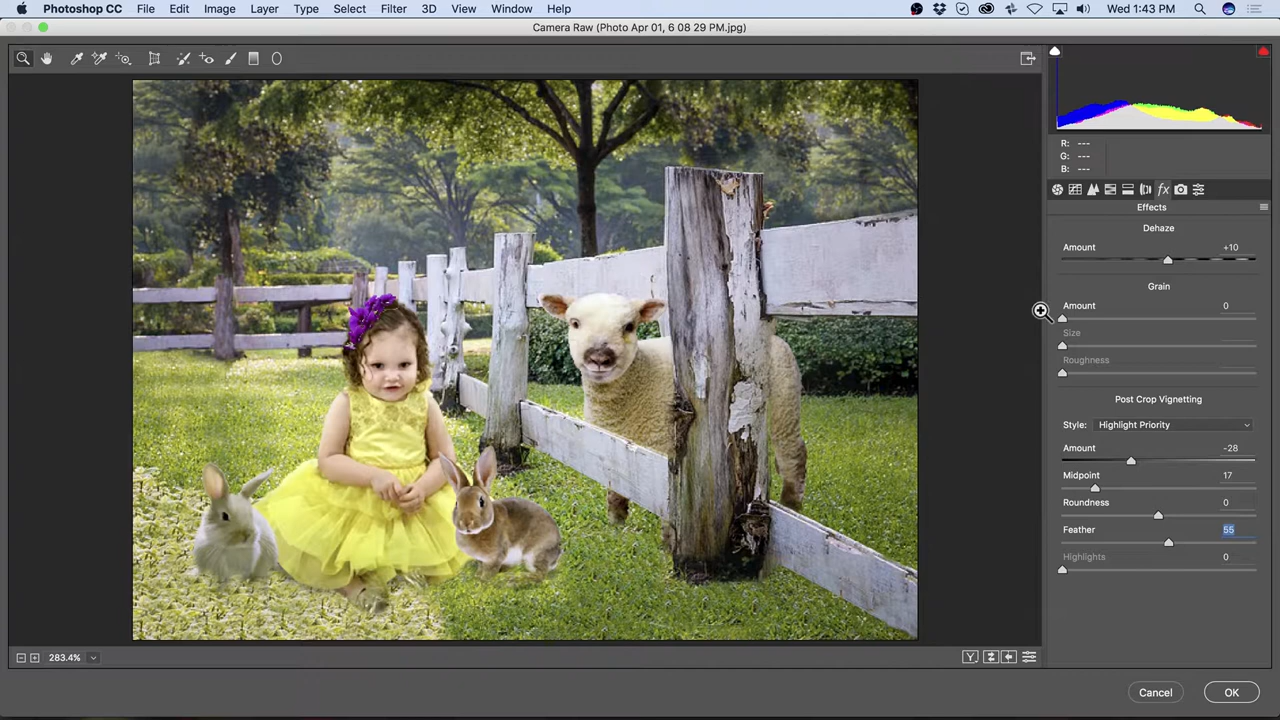 Photoshop CC File Edit Image Layer Type Select Filter 3D View Window Help Wed 1:43 PM
Camera Raw (Photo Apr 01, 6 08 29 PM.jpg)
R: ---
G: ---
B: ---
fx
Effects
Dehaze
Amount +10
Grain
Amount 0
Size
Roughness
Post Crop Vignetting
Style: Highlight Priority
Amount -28
Midpoint 17
Roundness 0
Feather 55
Highlights 0
283.4% Y
Cancel OK